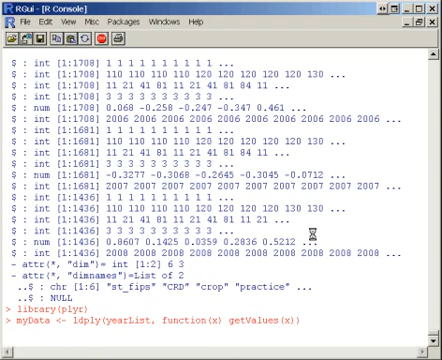 RGui - [R Console]
File Edit View Misc Packages Windows Help
$ : int [1:1708] 1 1 1 1 1 1 1 1 1 1 ...
$ : int [1:1708] 110 110 110 110 120 120 120 120 120 130 ...
$ : int [1:1708] 11 21 41 81 11 21 41 81 84 11 ...
$ : int [1:1708] 3 3 3 3 3 3 3 3 3 3 ...
$ : num [1:1708] 0.068 -0.258 -0.247 -0.347 0.461 ...
$ : int [1:1708] 2006 2006 2006 2006 2006 2006 2006 2006 2006 2006 ...
$ : int [1:1681] 1 1 1 1 1 1 1 1 1 1 ...
$ : int [1:1681] 110 110 110 110 120 120 120 120 130 130 ...
$ : int [1:1681] 11 21 41 81 11 21 41 81 11 21 ...
$ : int [1:1681] 3 3 3 3 3 3 3 3 3 3 ...
$ : num [1:1681] -0.3277 -0.3068 -0.2645 -0.3045 -0.0712 ...
$ : int [1:1681] 2007 2007 2007 2007 2007 2007 2007 2007 2007 2007 ...
$ : int [1:1436] 1 1 1 1 1 1 1 1 1 1 ...
$ : int [1:1436] 110 110 110 110 120 120 120 120 130 130 ...
$ : int [1:1436] 11 21 41 81 11 21 41 81 11 21 ...
$ : int [1:1436] 3 3 3 3 3 3 3 3 3 3 ...
$ : num [1:1436] 0.8607 0.1425 0.0359 0.2836 0.5212 ...
$ : int [1:1436] 2008 2008 2008 2008 2008 2008 2008 2008 2008 2008 ...
- attr(*, "dim")= int [1:2] 6 3
- attr(*, "dimnames")=List of 2
..$ : chr [1:6] "st_fips" "CRD" "crop" "practice" ...
..$ : NULL
> library(plyr)
> myData <- ldply(yearList, function(x) getValues(x))